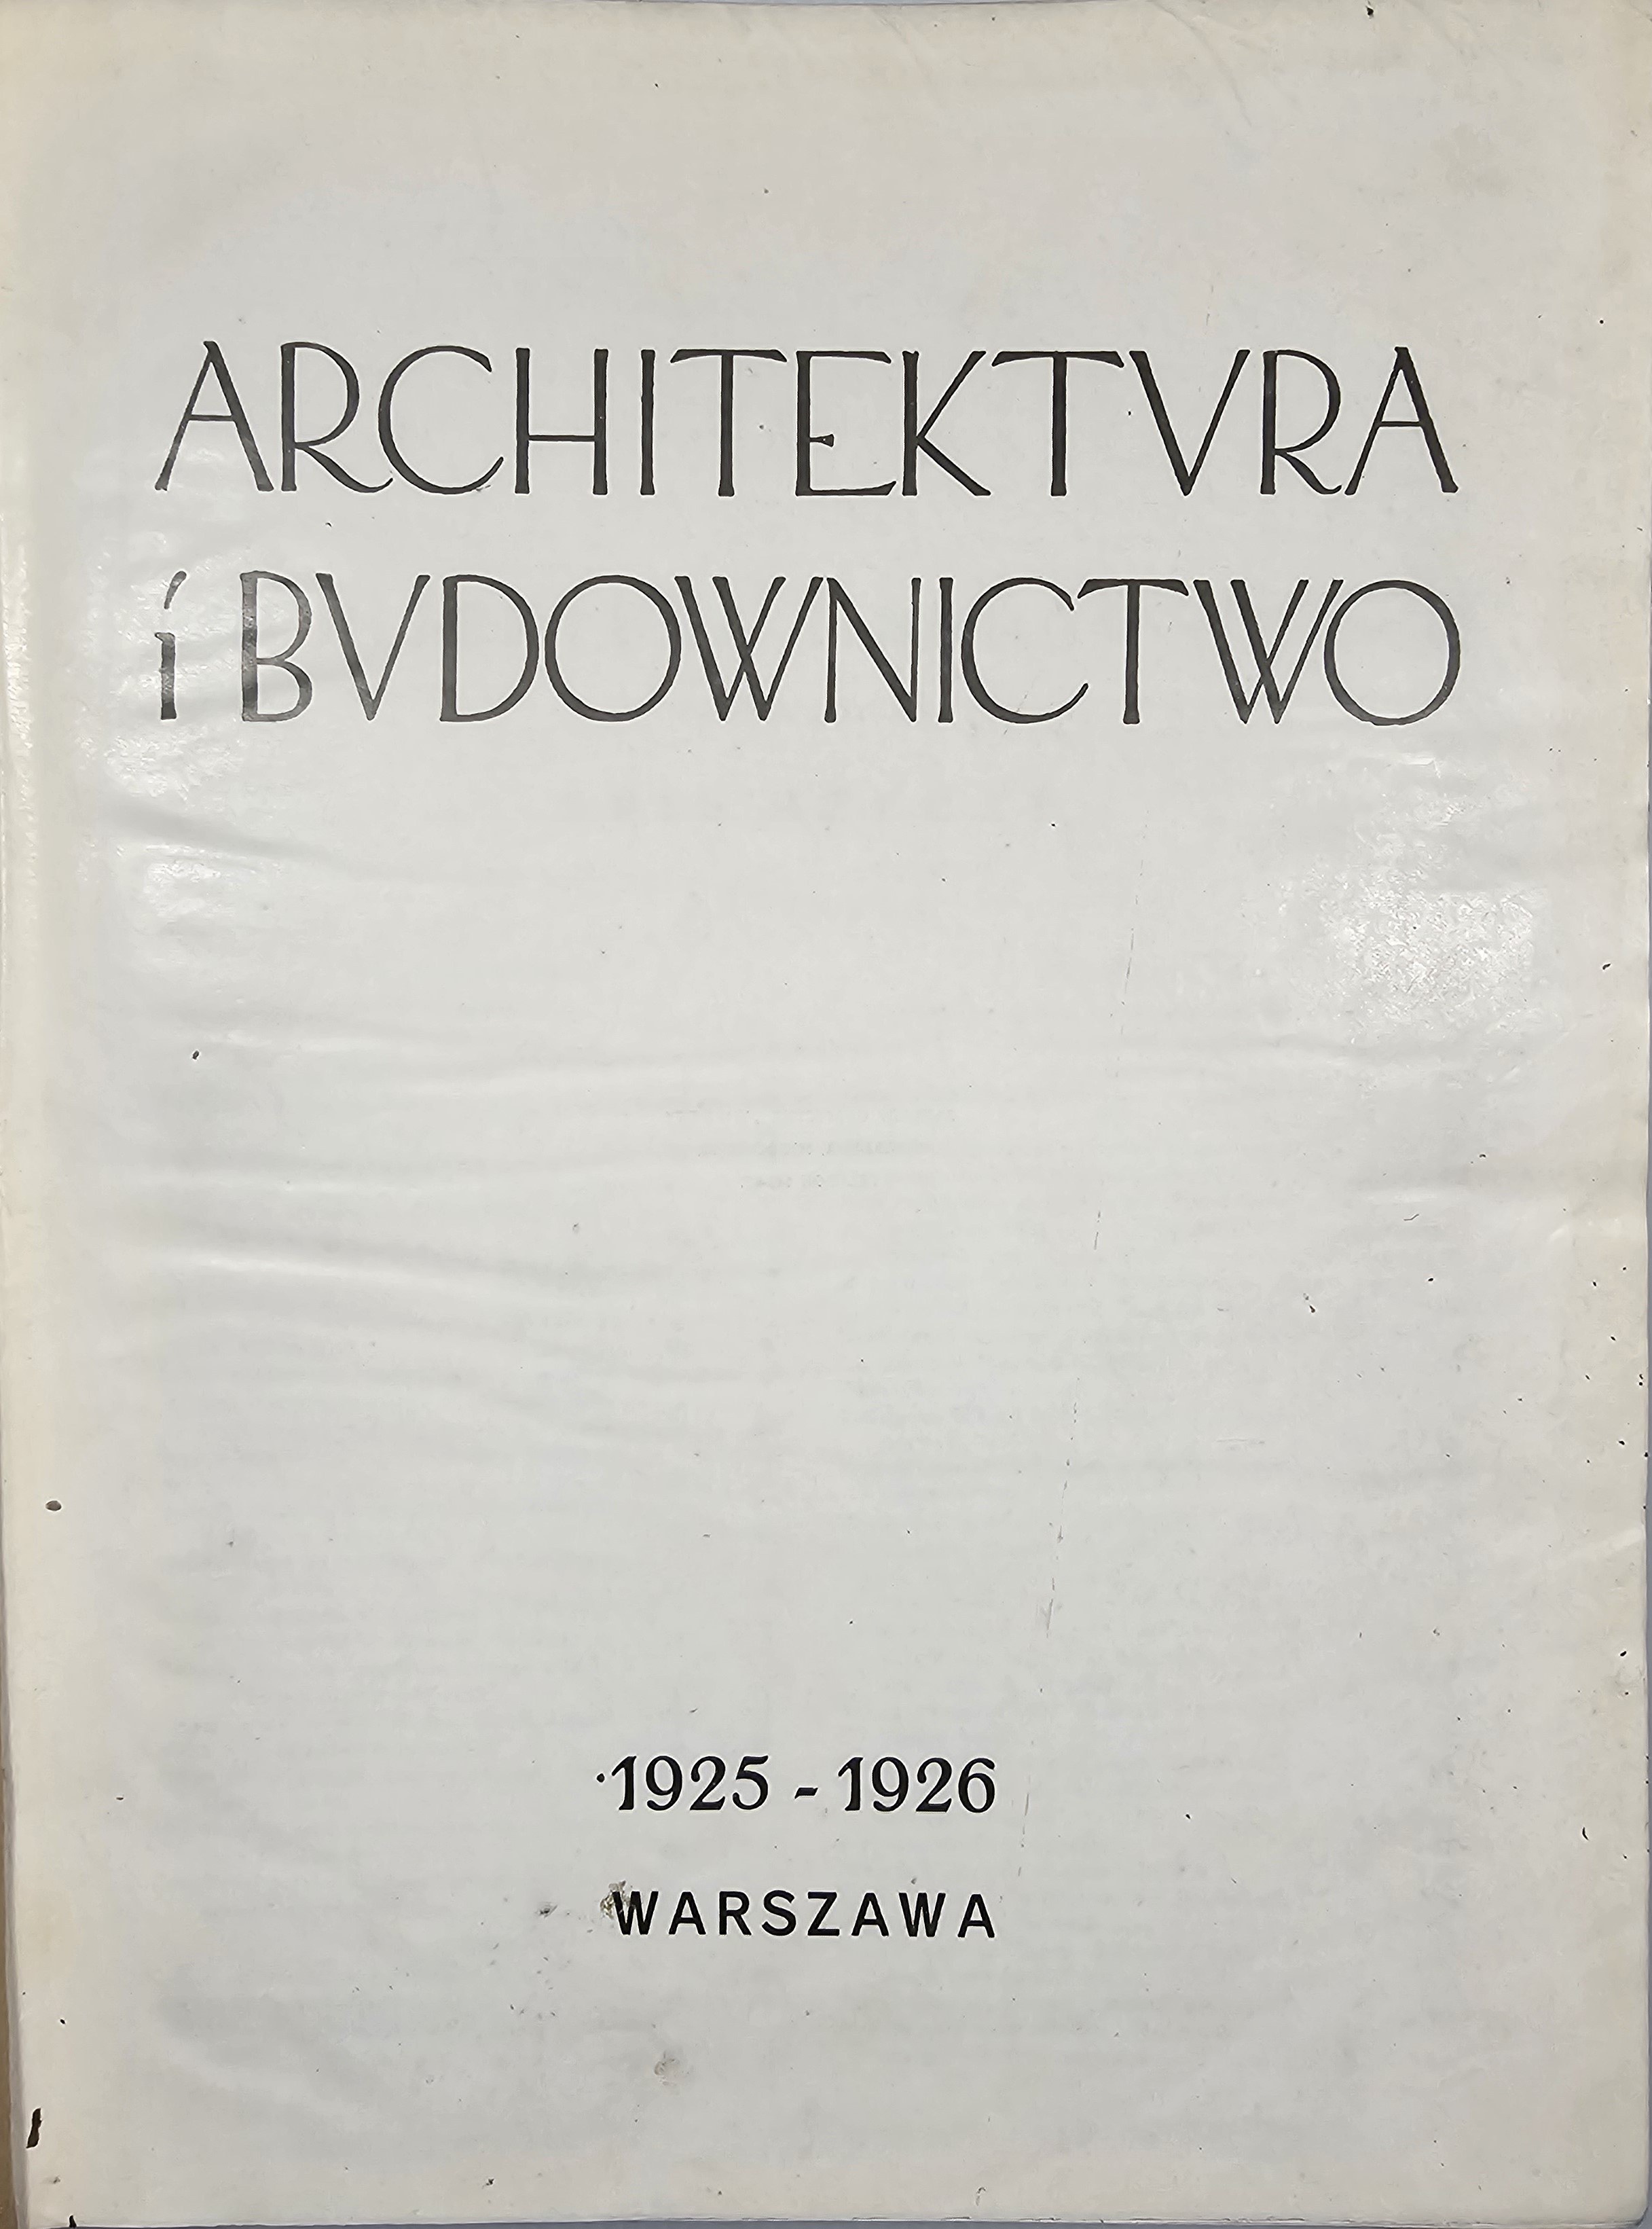 ARCHITEKTVRA
i BVDOWNICTWO
1925 - 1926
WARSZAWA